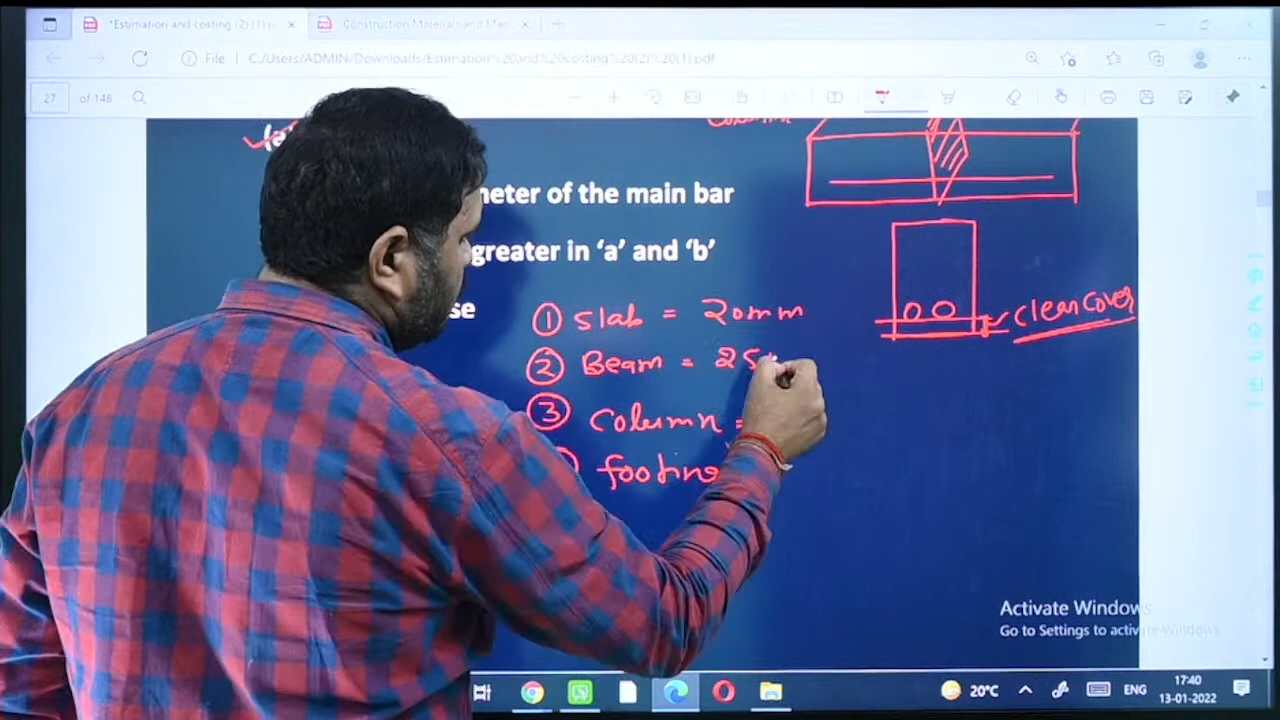 *Estimation and costing (2) (1).p
Construction Materials and Man
File
C:/Users/ADMIN/Downloads/Estimation%20and%20costing%20(2)%20(1).pdf
27 of 148
column
meter of the main bar
greater in ‘a’ and ‘b’
se
① Slab = 20mm
② Beam = 25
③ Column =
footing
clear cover
Activate Windows
Go to Settings to activate Windows
20°C
ENG
17:40
13-01-2022